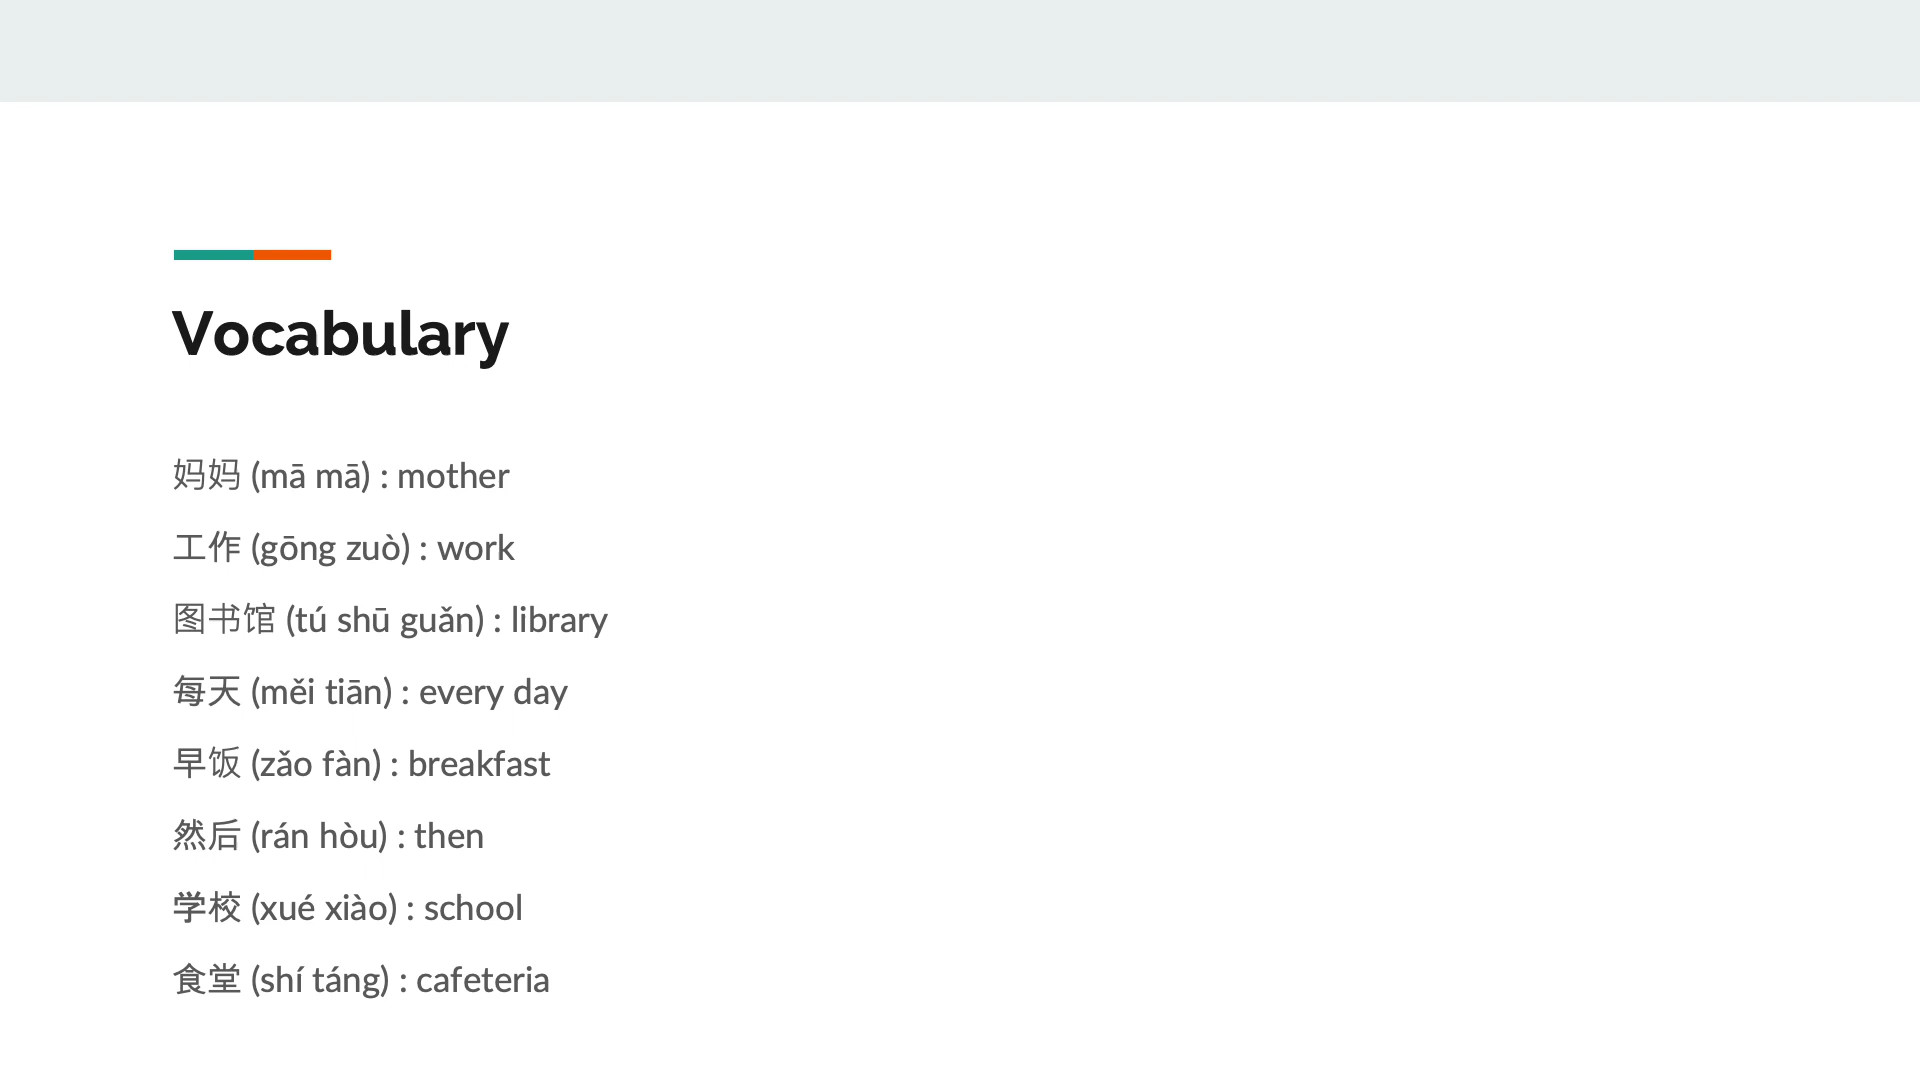 Vocabulary
妈妈 (mā mā) : mother
工作 (gōng zuò) : work
图书馆 (tú shū guǎn) : library
每天 (měi tiān) : every day
早饭 (zǎo fàn) : breakfast
然后 (rán hòu) : then
学校 (xué xiào) : school
食堂 (shí táng) : cafeteria